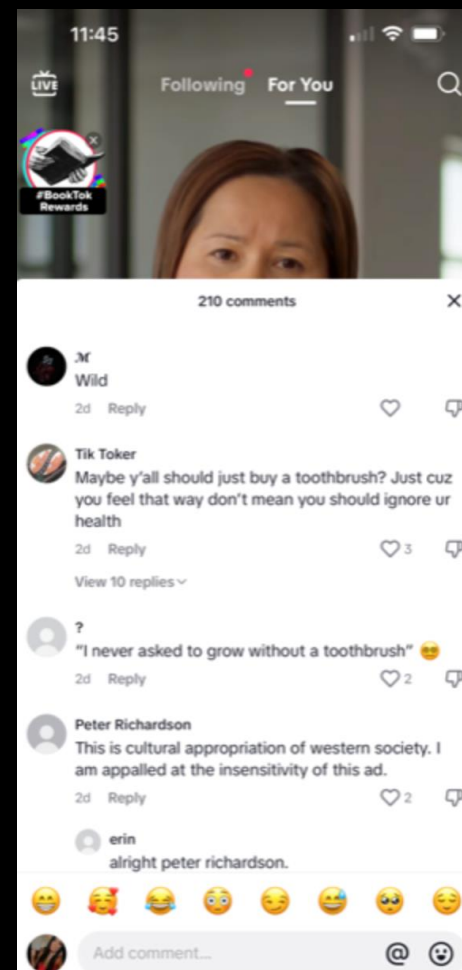 11:45
LIVE
Following For You
#BookTok
Rewards
210 comments
M
Wild
2d Reply
Tik Toker
Maybe y'all should just buy a toothbrush? Just cuz
you feel that way don't mean you should ignore ur
health
2d Reply 3
View 10 replies
?
"I never asked to grow without a toothbrush" 😵‍💫
2d Reply 2
Peter Richardson
This is cultural appropriation of western society. I
am appalled at the insensitivity of this ad.
2d Reply 2
erin
alright peter richardson.
Add comment... @